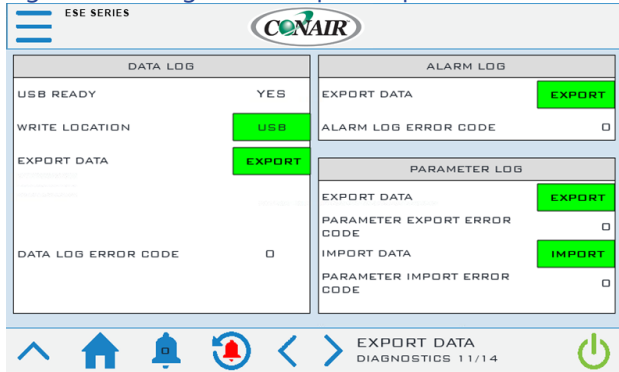 ESE SERIES
CONAIR
DATA LOG
USB READY YES
WRITE LOCATION USB
EXPORT DATA EXPORT
DATA LOG ERROR CODE 0
ALARM LOG
EXPORT DATA EXPORT
ALARM LOG ERROR CODE 0
PARAMETER LOG
EXPORT DATA EXPORT
PARAMETER EXPORT ERROR
CODE 0
IMPORT DATA IMPORT
PARAMETER IMPORT ERROR
CODE 0
0
EXPORT DATA
DIAGNOSTICS 11/14